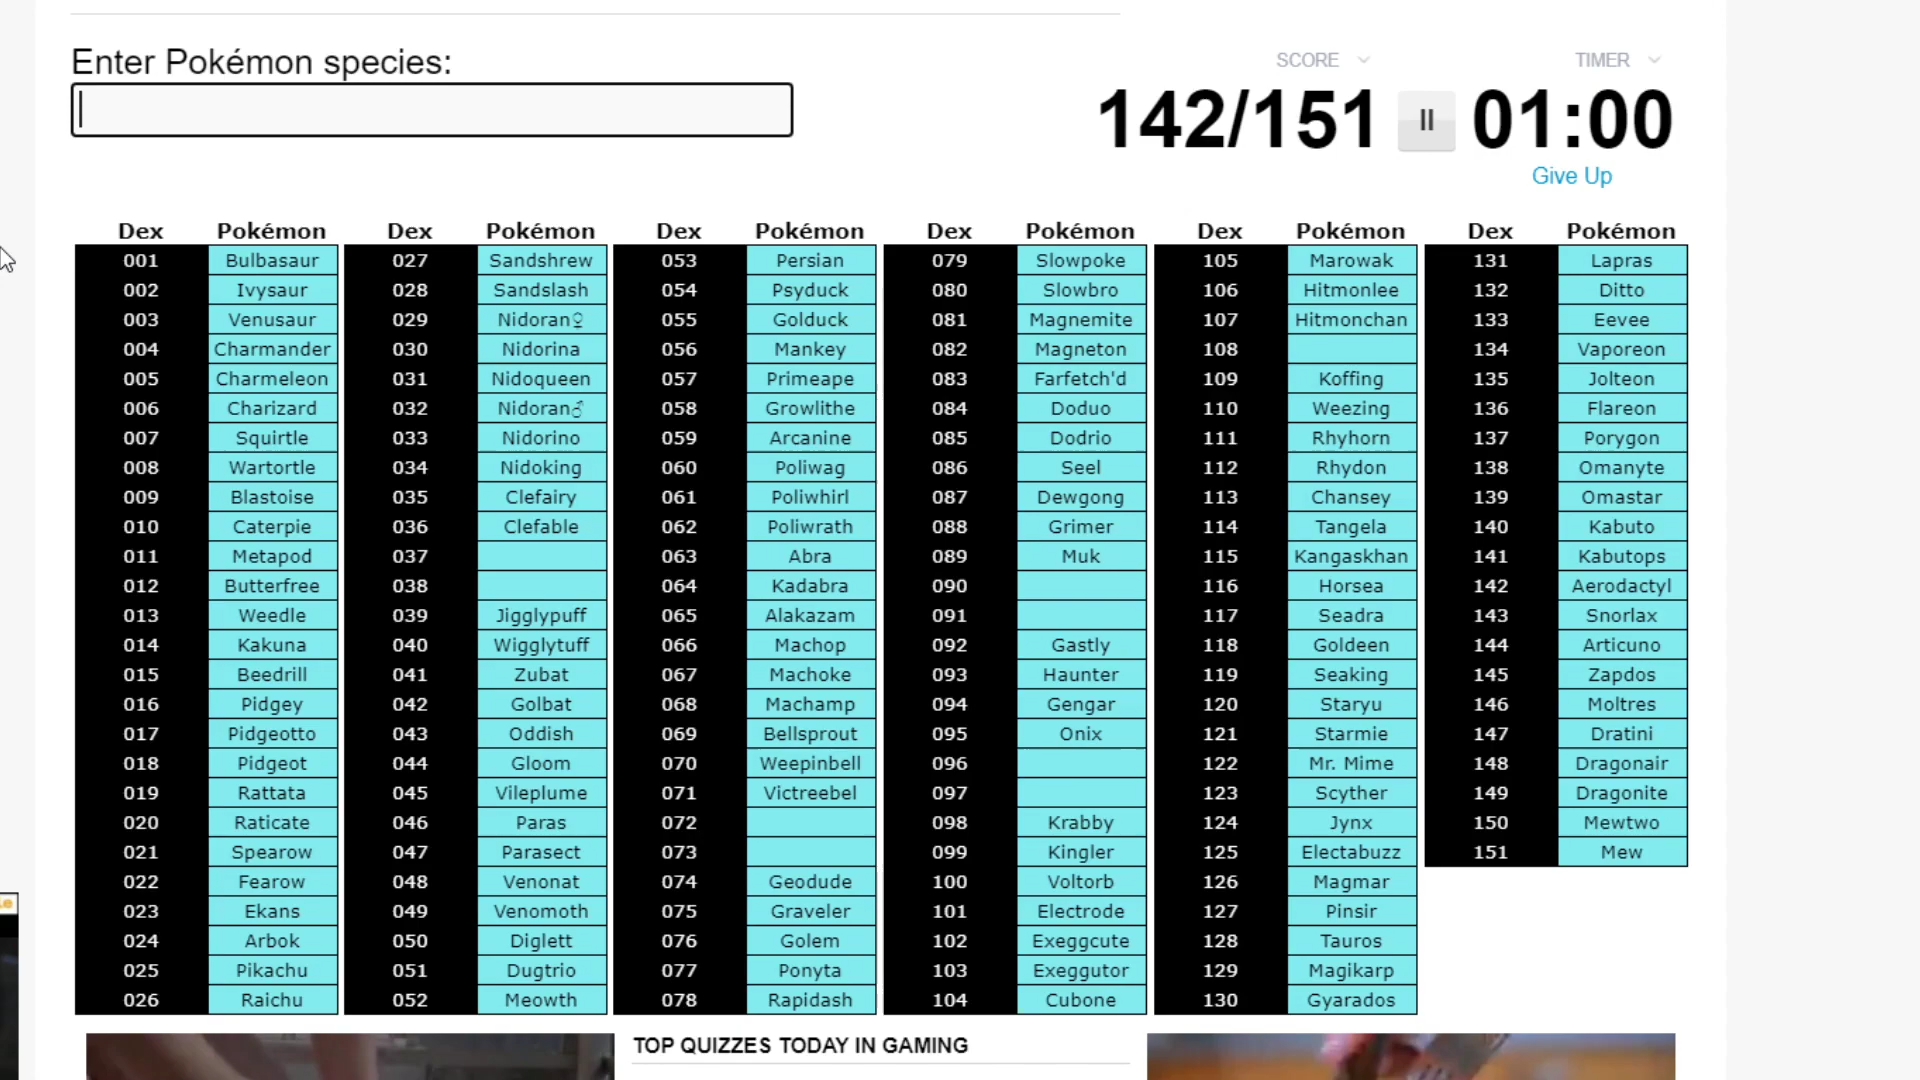 Enter Pokémon species:
SCORE
TIMER
142/151
01:00
Give Up
Dex Pokémon Dex Pokémon Dex Pokémon Dex Pokémon Dex Pokémon Dex Pokémon
001 Bulbasaur 027 Sandshrew 053 Persian 079 Slowpoke 105 Marowak 131 Lapras
002 Ivysaur 028 Sandslash 054 Psyduck 080 Slowbro 106 Hitmonlee 132 Ditto
003 Venusaur 029 Nidoran♀ 055 Golduck 081 Magnemite 107 Hitmonchan 133 Eevee
004 Charmander 030 Nidorina 056 Mankey 082 Magneton 108 134 Vaporeon
005 Charmeleon 031 Nidoqueen 057 Primeape 083 Farfetch'd 109 Koffing 135 Jolteon
006 Charizard 032 Nidoran♂ 058 Growlithe 084 Doduo 110 Weezing 136 Flareon
007 Squirtle 033 Nidorino 059 Arcanine 085 Dodrio 111 Rhyhorn 137 Porygon
008 Wartortle 034 Nidoking 060 Poliwag 086 Seel 112 Rhydon 138 Omanyte
009 Blastoise 035 Clefairy 061 Poliwhirl 087 Dewgong 113 Chansey 139 Omastar
010 Caterpie 036 Clefable 062 Poliwrath 088 Grimer 114 Tangela 140 Kabuto
011 Metapod 037 063 Abra 089 Muk 115 Kangaskhan 141 Kabutops
012 Butterfree 038 064 Kadabra 090 116 Horsea 142 Aerodactyl
013 Weedle 039 Jigglypuff 065 Alakazam 091 117 Seadra 143 Snorlax
014 Kakuna 040 Wigglytuff 066 Machop 092 Gastly 118 Goldeen 144 Articuno
015 Beedrill 041 Zubat 067 Machoke 093 Haunter 119 Seaking 145 Zapdos
016 Pidgey 042 Golbat 068 Machamp 094 Gengar 120 Staryu 146 Moltres
017 Pidgeotto 043 Oddish 069 Bellsprout 095 Onix 121 Starmie 147 Dratini
018 Pidgeot 044 Gloom 070 Weepinbell 096 122 Mr. Mime 148 Dragonair
019 Rattata 045 Vileplume 071 Victreebel 097 123 Scyther 149 Dragonite
020 Raticate 046 Paras 072 098 Krabby 124 Jynx 150 Mewtwo
021 Spearow 047 Parasect 073 099 Kingler 125 Electabuzz 151 Mew
022 Fearow 048 Venonat 074 Geodude 100 Voltorb 126 Magmar
023 Ekans 049 Venomoth 075 Graveler 101 Electrode 127 Pinsir
024 Arbok 050 Diglett 076 Golem 102 Exeggcute 128 Tauros
025 Pikachu 051 Dugtrio 077 Ponyta 103 Exeggutor 129 Magikarp
026 Raichu 052 Meowth 078 Rapidash 104 Cubone 130 Gyarados
TOP QUIZZES TODAY IN GAMING